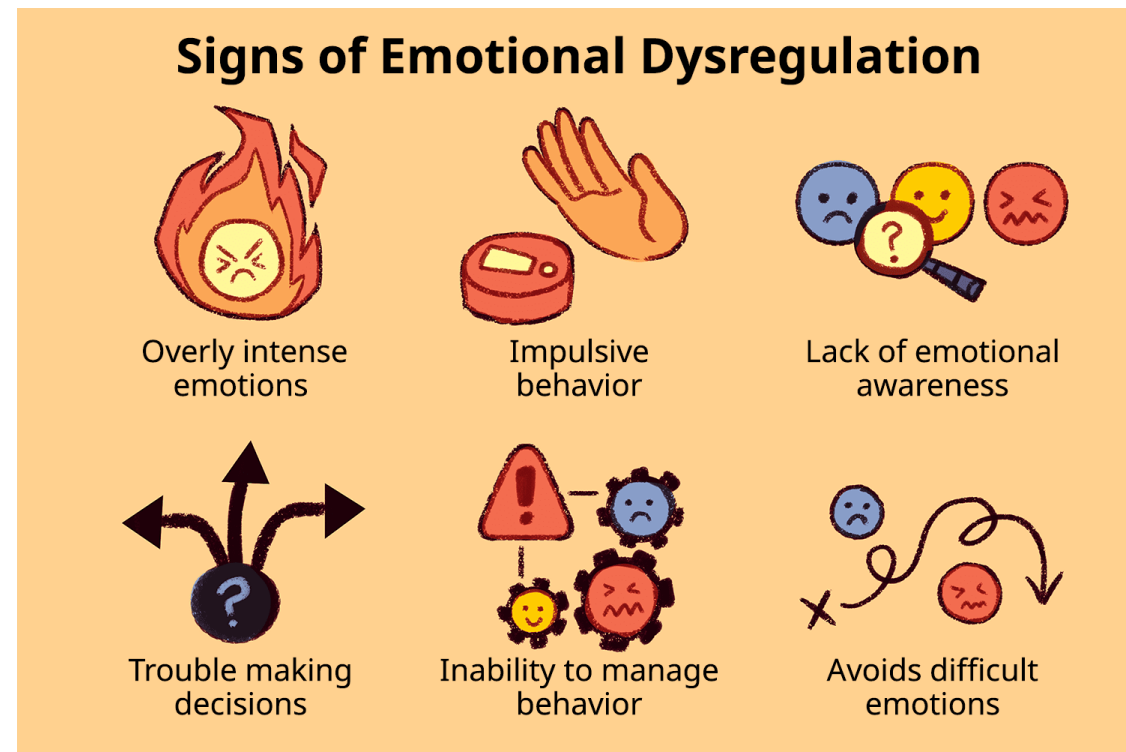 Signs of Emotional Dysregulation
?
Overly intense
emotions
Impulsive
behavior
Lack of emotional
awareness
?
!
Trouble making
decisions
Inability to manage
behavior
Avoids difficult
emotions